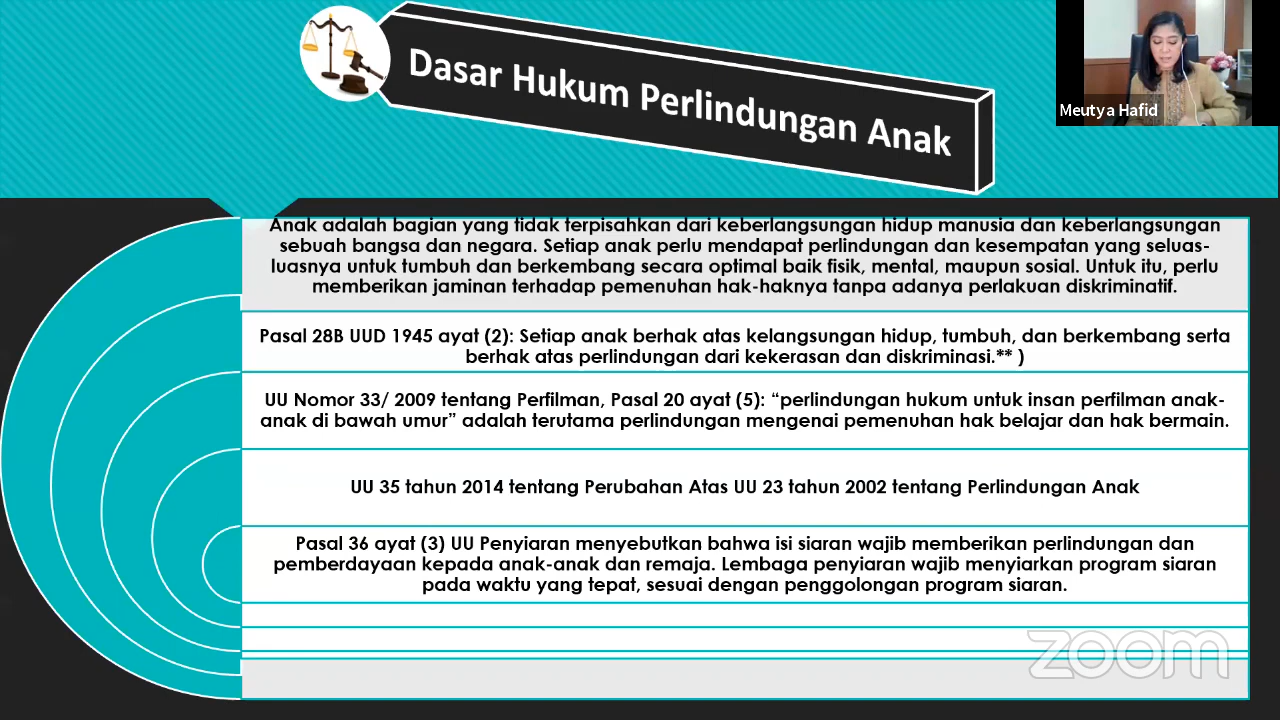 Dasar Hukum Perlindungan Anak
Meutya Hafid
Anak adalah bagian yang tidak terpisahkan dari keberlangsungan hidup manusia dan keberlangsungan
sebuah bangsa dan negara. Setiap anak perlu mendapat perlindungan dan kesempatan yang seluas-
luasnya untuk tumbuh dan berkembang secara optimal baik fisik, mental, maupun sosial. Untuk itu, perlu
memberikan jaminan terhadap pemenuhan hak-haknya tanpa adanya perlakuan diskriminatif.
Pasal 28B UUD 1945 ayat (2): Setiap anak berhak atas kelangsungan hidup, tumbuh, dan berkembang serta
berhak atas perlindungan dari kekerasan dan diskriminasi.** )
UU Nomor 33/ 2009 tentang Perfilman, Pasal 20 ayat (5): “perlindungan hukum untuk insan perfilman anak-
anak di bawah umur” adalah terutama perlindungan mengenai pemenuhan hak belajar dan hak bermain.
UU 35 tahun 2014 tentang Perubahan Atas UU 23 tahun 2002 tentang Perlindungan Anak
Pasal 36 ayat (3) UU Penyiaran menyebutkan bahwa isi siaran wajib memberikan perlindungan dan
pemberdayaan kepada anak-anak dan remaja. Lembaga penyiaran wajib menyiarkan program siaran
pada waktu yang tepat, sesuai dengan penggolongan program siaran.
zoom